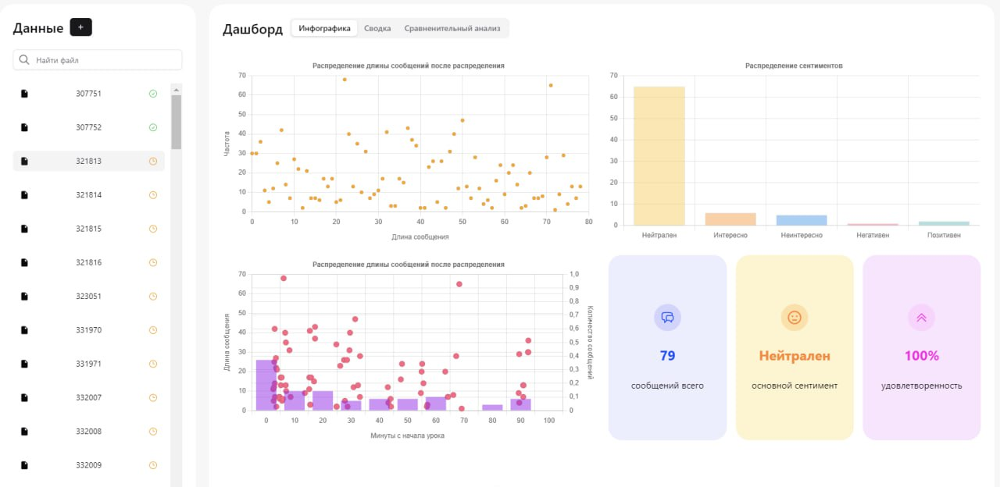 Данные +
Найти файл
307751
307752
321813
321814
321815
321816
323051
331970
331971
332007
332008
332009
Дашборд Инфографика Сводка Сравненительный анализ
Распределение длины сообщений после распределения
70
60
50
40
30
20
10
0
Частота
0 10 20 30 40 50 60 70 80
Длина сообщения
Распределение сентиментов
70
60
50
40
30
20
10
0
Нейтрален Интересно Неинтересно Негативен Позитивен
Распределение длины сообщений после распределения
70
60
50
40
30
20
10
0
Длина сообщения
1,0
0,9
0,8
0,7
0,6
0,5
0,4
0,3
0,2
0,1
0
Количество сообщений
0 10 20 30 40 50 60 70 80 90 100
Минуты с начала урока
79
сообщений всего
Нейтрален
основной сентимент
100%
удовлетворенность